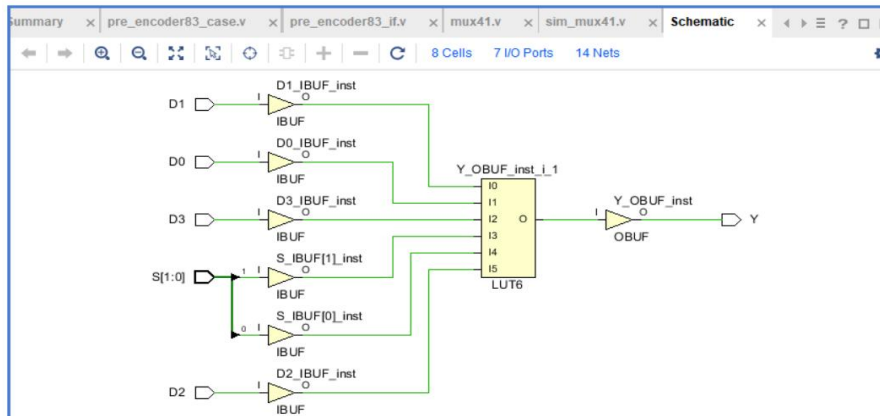 Summary pre_encoder83_case.v pre_encoder83_if.v mux41.v sim_mux41.v Schematic
8 Cells 7 I/O Ports 14 Nets
D1_IBUF_inst
D1 I O
IBUF
D0_IBUF_inst
D0 I O
IBUF
Y_OBUF_inst_i_1
D3_IBUF_inst
D3 I O
IBUF
I0
I1
I2 O
I3
I4
I5
LUT6
Y_OBUF_inst
I O Y
OBUF
S_IBUF[1]_inst
S[1:0] 1 I O
IBUF
S_IBUF[0]_inst
0 I O
IBUF
D2_IBUF_inst
D2 I O
IBUF